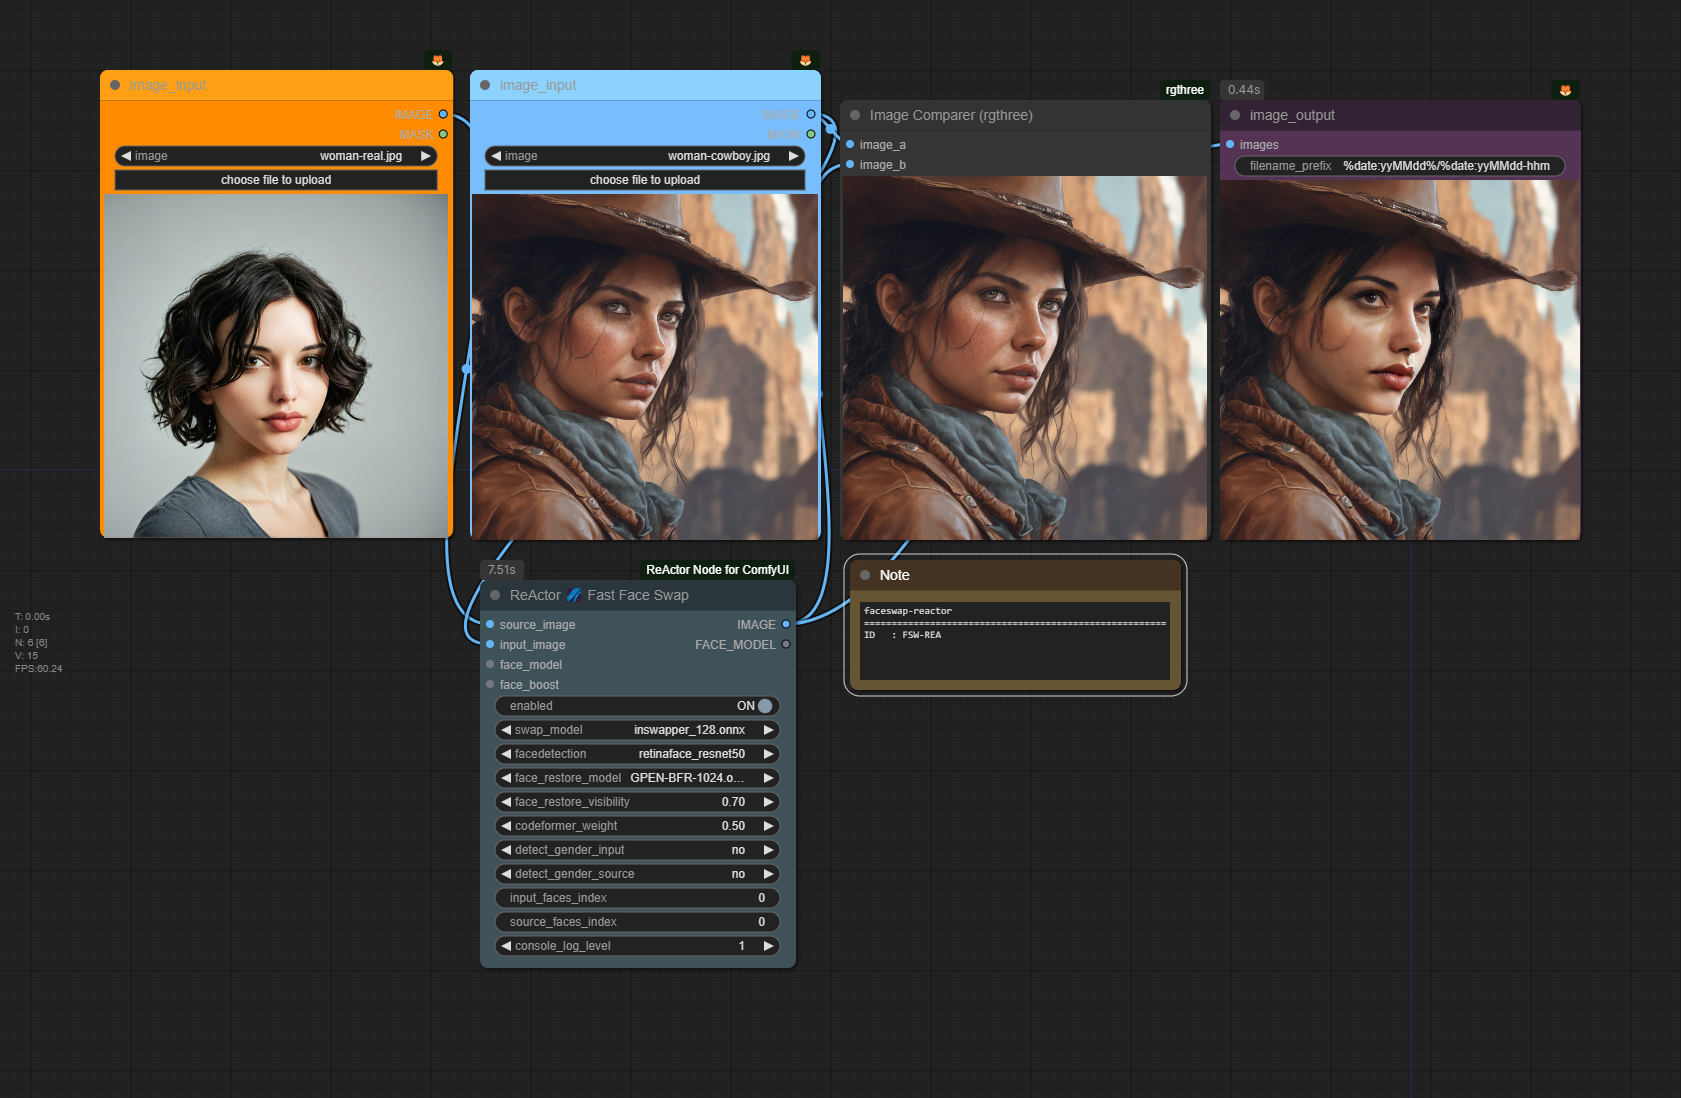 image_input
IMAGE
MASK
image woman-real.jpg
choose file to upload
image_input
IMAGE
MASK
image woman-cowboy.jpg
choose file to upload
rgthree
Image Comparer (rgthree)
image_a
image_b
0.44s
image_output
images
filename_prefix %date:yyMMdd%/%date:yyMMdd-hhm
7.51s
ReActor Node for ComfyUI
ReActor Fast Face Swap
source_image IMAGE
input_image FACE_MODEL
face_model
face_boost
enabled ON
swap_model inswapper_128.onnx
facedetection retinaface_resnet50
face_restore_model GPEN-BFR-1024.o...
face_restore_visibility 0.70
codeformer_weight 0.50
detect_gender_input no
detect_gender_source no
input_faces_index 0
source_faces_index 0
console_log_level 1
Note
faceswap-reactor
========================================================
ID : FSW-REA
T: 0.00s
I: 0
N: 6 [6]
V: 15
FPS:60.24